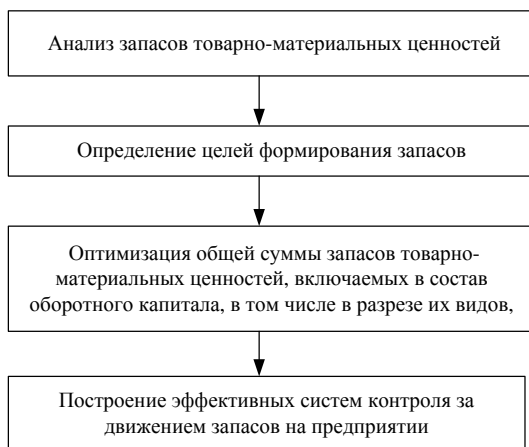 Анализ запасов товарно-материальных ценностей
Определение целей формирования запасов
Оптимизация общей суммы запасов товарно-
материальных ценностей, включаемых в состав
оборотного капитала, в том числе в разрезе их видов,
Построение эффективных систем контроля за
движением запасов на предприятии